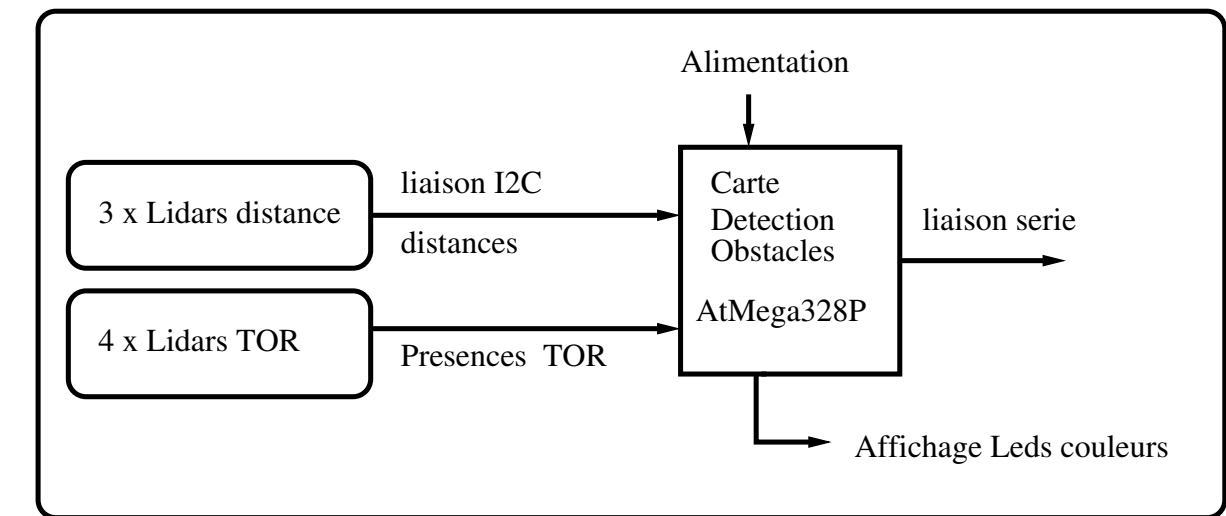 Alimentation
3 x Lidars distance
liaison I2C
distances
4 x Lidars TOR
Presences TOR
Carte
Detection
Obstacles
AtMega328P
liaison serie
Affichage Leds couleurs